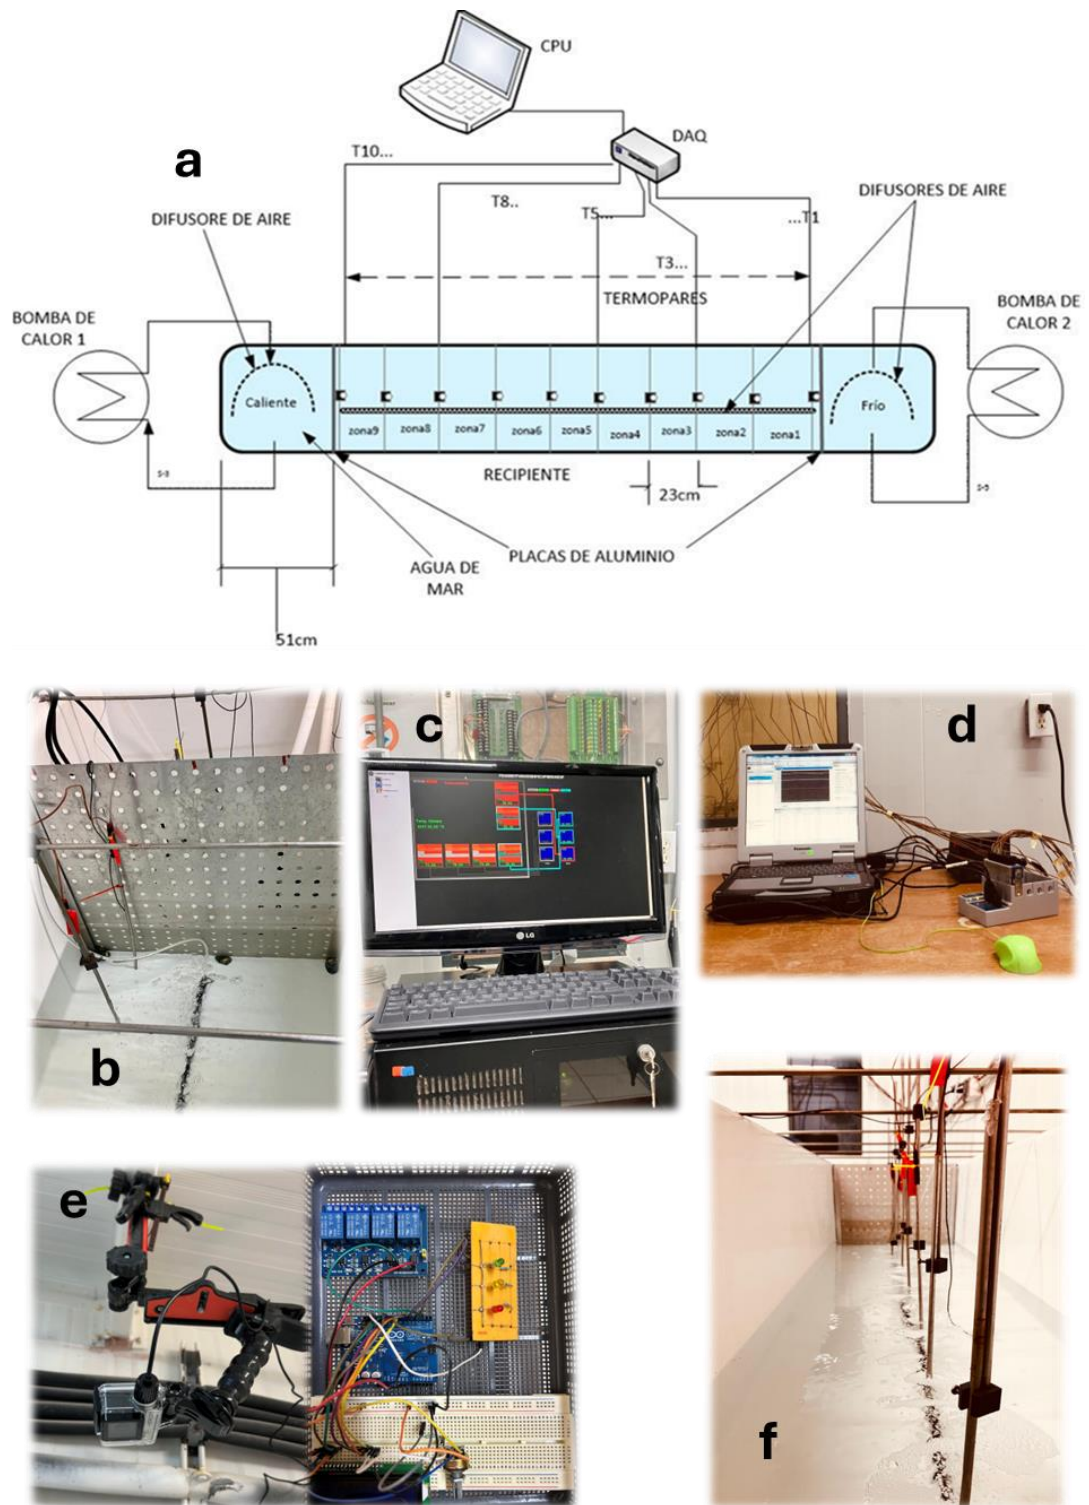 CPU
DAQ
a
T10...
T8..
T5...
...T1
T3...
DIFUSORE DE AIRE
DIFUSORES DE AIRE
TERMOPARES
BOMBA DE
CALOR 1
BOMBA DE
CALOR 2
Caliente
Frío
zona9
zona8
zona7
zona6
zona5
zona4
zona3
zona2
zona1
RECIPIENTE
23cm
PLACAS DE ALUMINIO
AGUA DE
MAR
51cm
b
c
LG
d
e
f